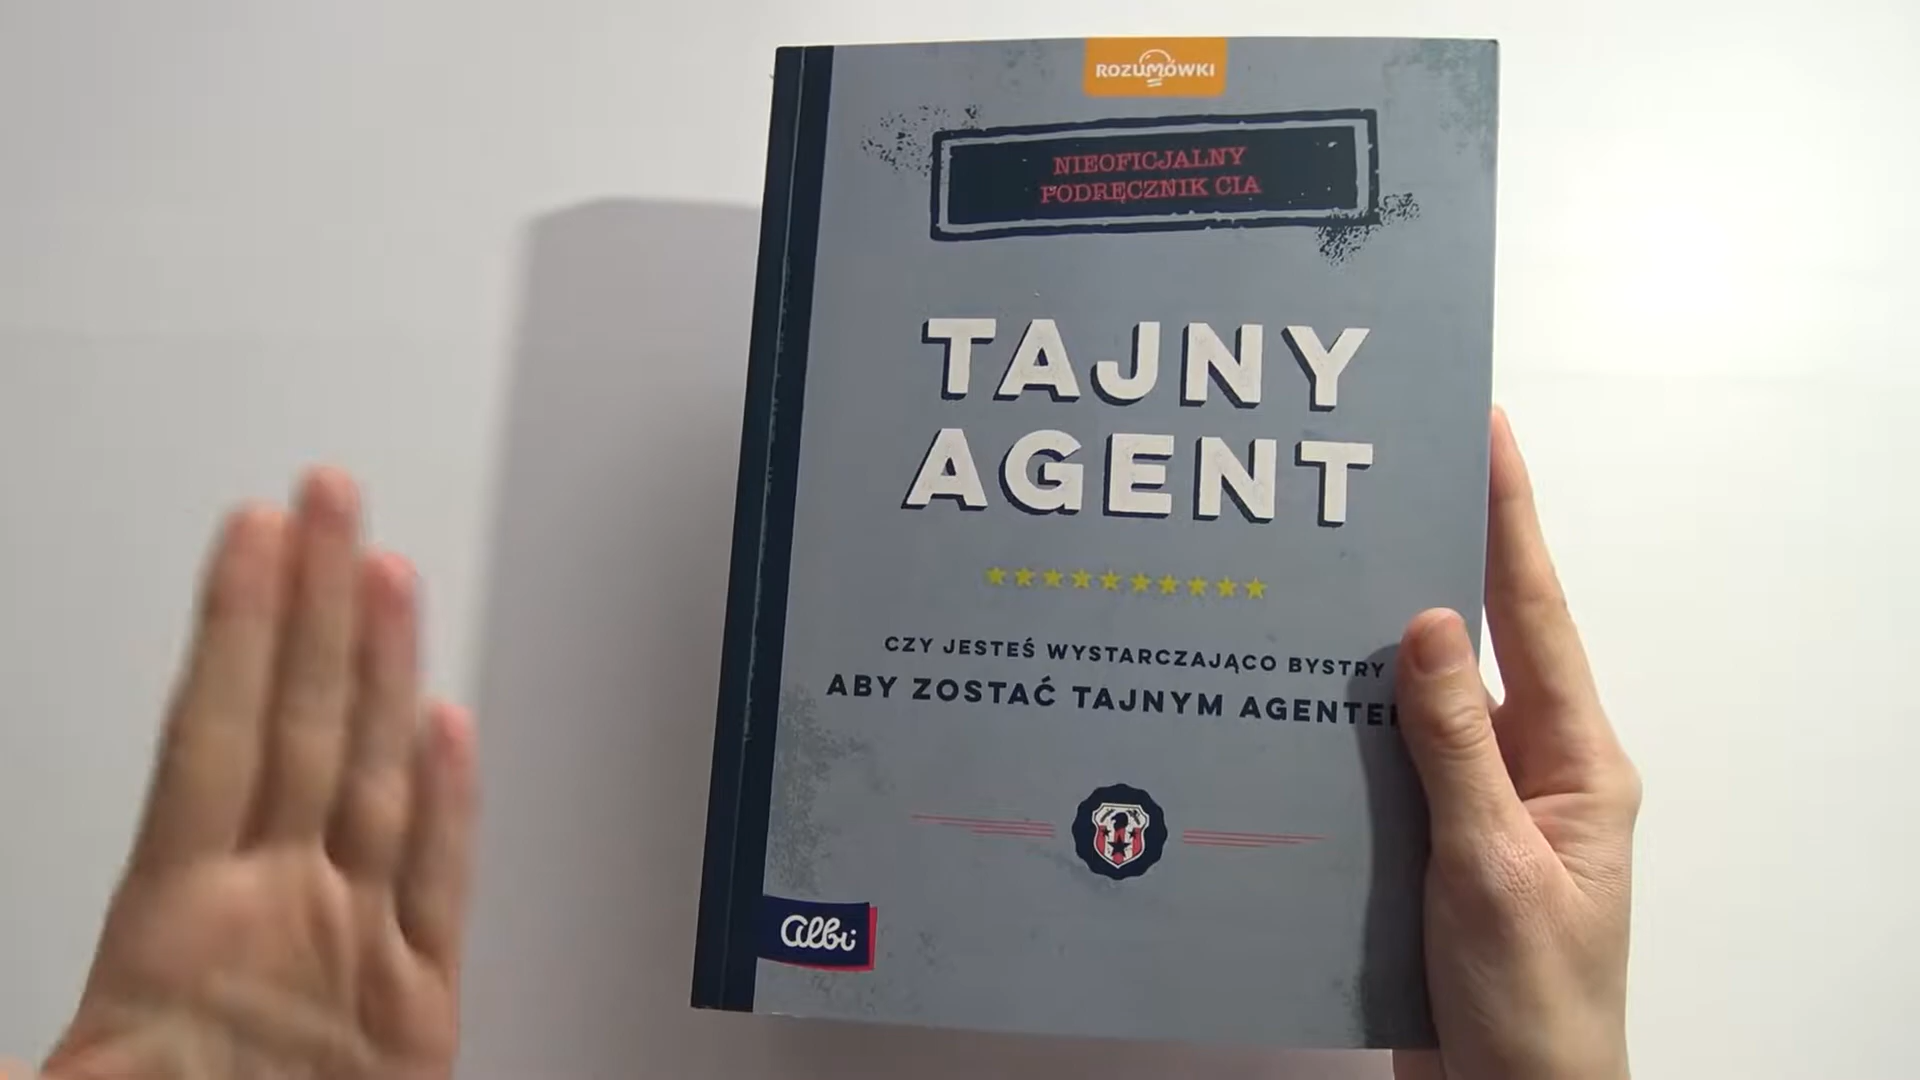 ROZUMÓWKI
NIEOFICJALNY
PODRĘCZNIK CIA
TAJNY
AGENT
CZY JESTEŚ WYSTARCZAJĄCO BYSTRY
ABY ZOSTAĆ TAJNYM
albi